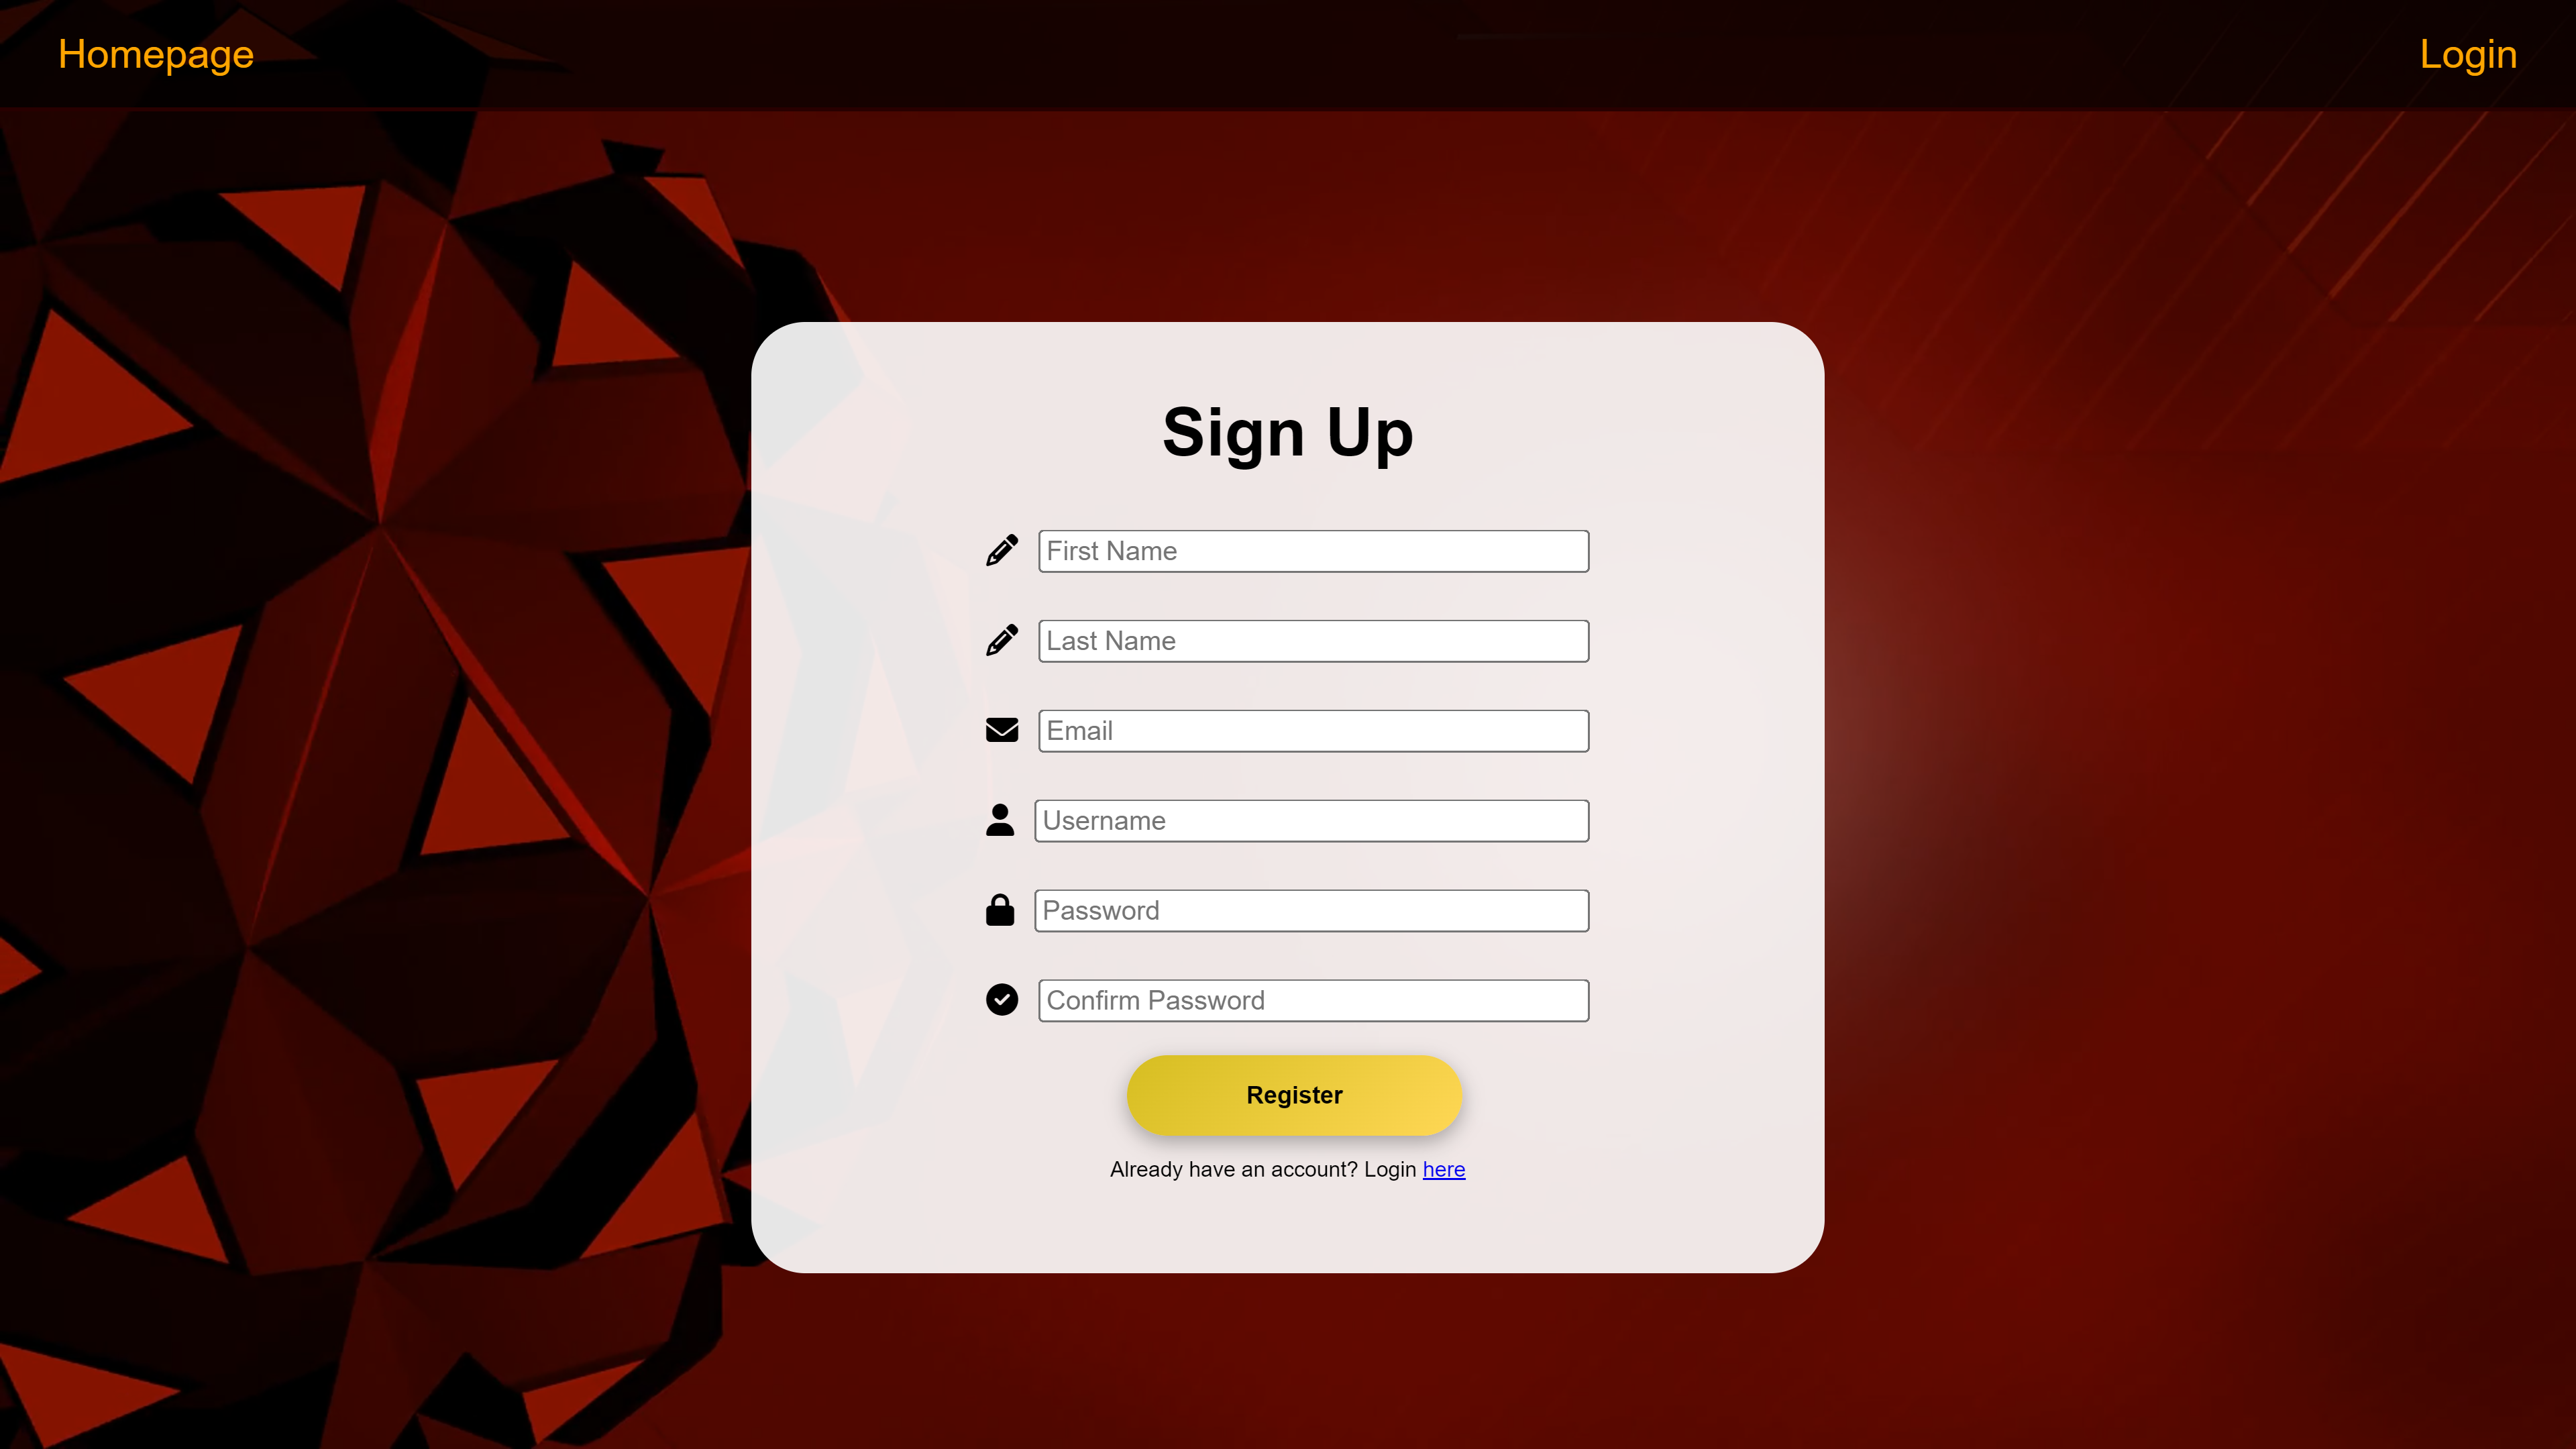 Homepage
Login
Sign Up
First Name
Last Name
Email
Username
Password
Confirm Password
Register
Already have an account? Login here